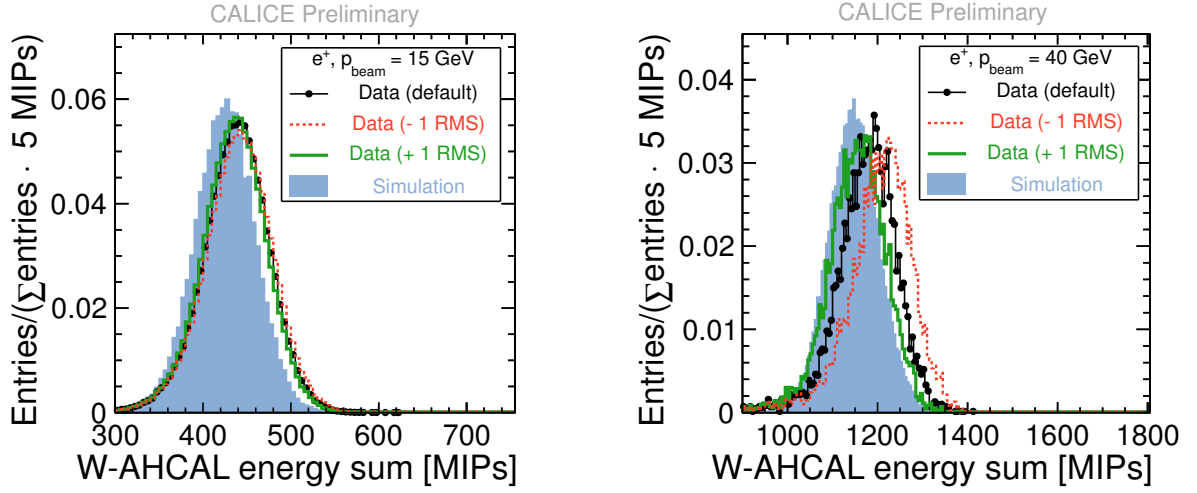 CALICE Preliminary
Entries/(∑entries · 5 MIPs)
0.06
0.04
0.02
0
e⁺, p_beam = 15 GeV
Data (default)
Data (- 1 RMS)
Data (+ 1 RMS)
Simulation
300 400 500 600 700
W-AHCAL energy sum [MIPs]
CALICE Preliminary
Entries/(∑entries · 5 MIPs)
0.04
0.03
0.02
0.01
0
e⁺, p_beam = 40 GeV
Data (default)
Data (- 1 RMS)
Data (+ 1 RMS)
Simulation
1000 1200 1400 1600 1800
W-AHCAL energy sum [MIPs]